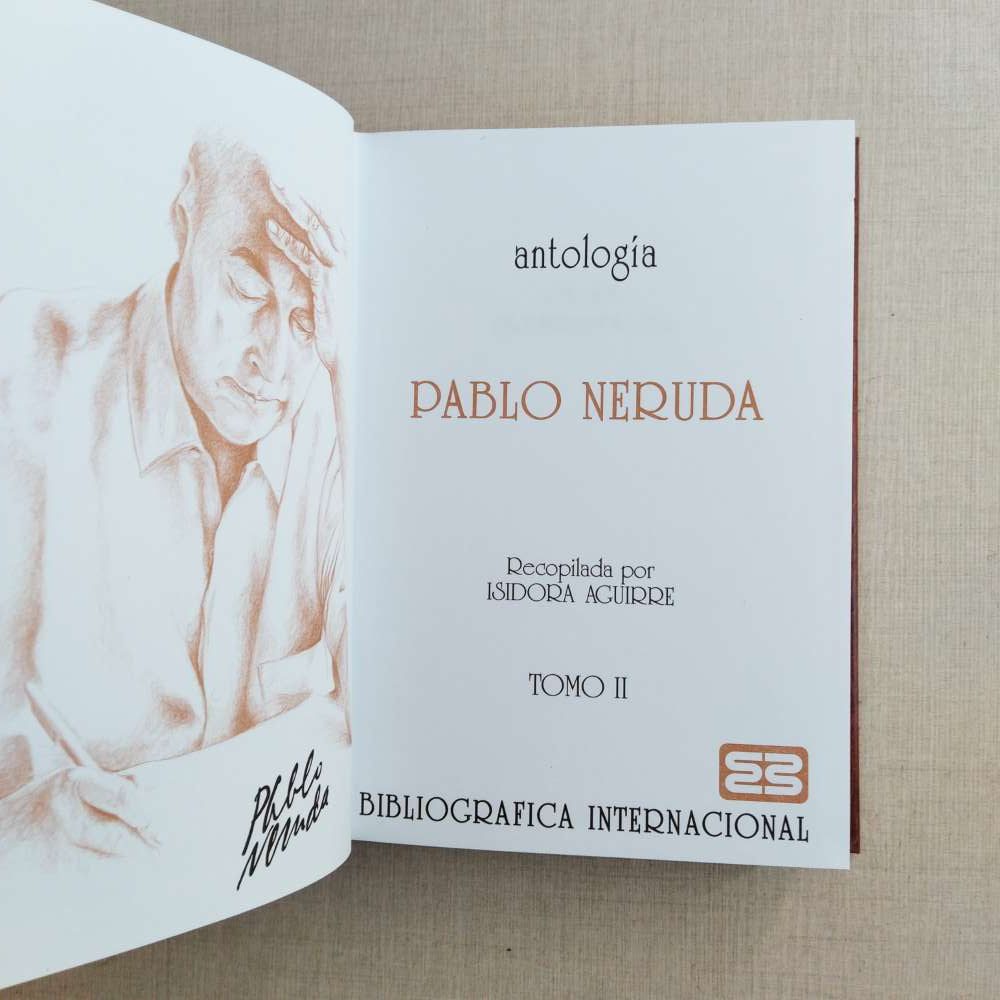 Pablo
Neruda
antología
PABLO NERUDA
Recopilada por
ISIDORA AGUIRRE
TOMO II
BIBLIOGRAFICA INTERNACIONAL